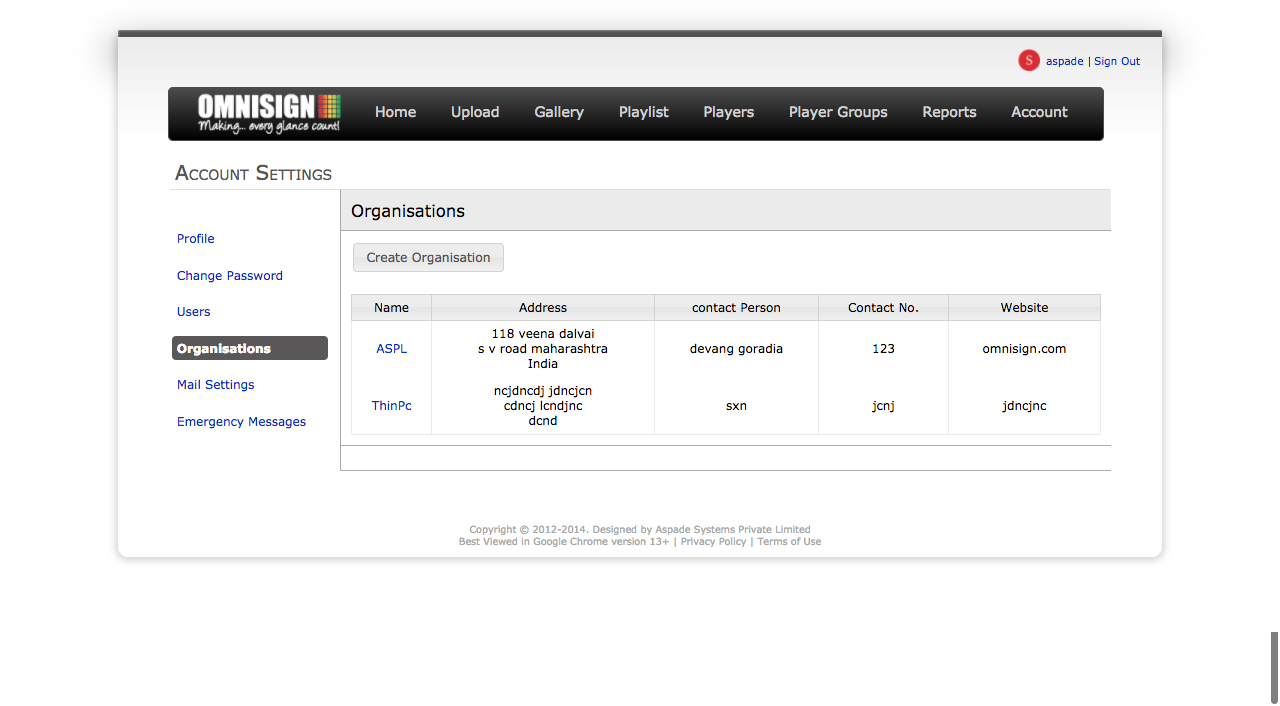 S aspade | Sign Out
OMNISIGN
Making... every glance count!
Home Upload Gallery Playlist Players Player Groups Reports Account
Account Settings
Organisations
Profile
Change Password
Users
Organisations
Mail Settings
Emergency Messages
Create Organisation
Name Address contact Person Contact No. Website
ASPL 118 veena dalvai s v road maharashtra India devang goradia 123 omnisign.com
ThinPc ncjdncdj jdncjcn cdncj lcndjnc dcnd sxn jcnj jdncjnc
Copyright © 2012-2014. Designed by Aspade Systems Private Limited
Best Viewed in Google Chrome version 13+ | Privacy Policy | Terms of Use